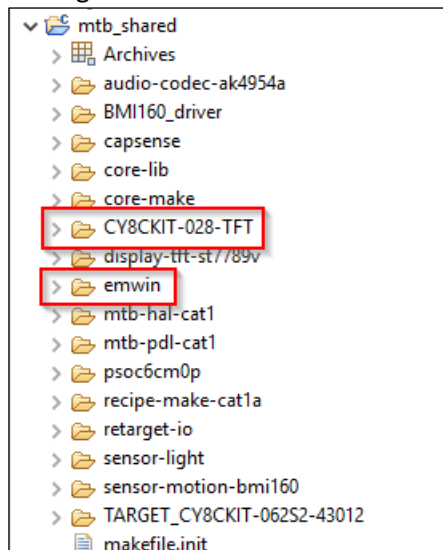 mtb_shared
Archives
audio-codec-ak4954a
BMI160_driver
capsense
core-lib
core-make
CY8CKIT-028-TFT
display-tft-st7789v
emwin
mtb-hal-cat1
mtb-pdl-cat1
psoc6cm0p
recipe-make-cat1a
retarget-io
sensor-light
sensor-motion-bmi160
TARGET_CY8CKIT-062S2-43012
makefile.init